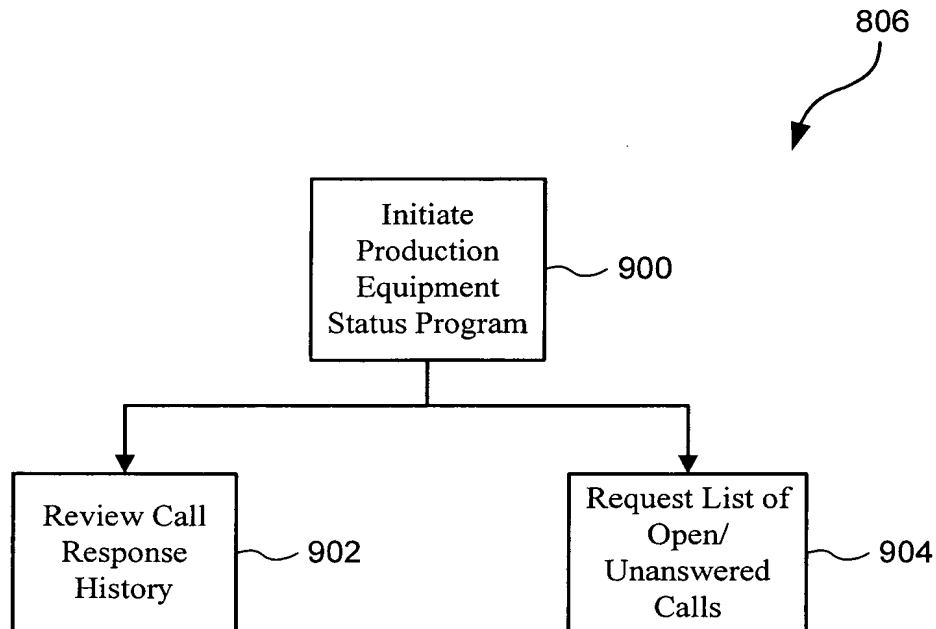 806
Initiate
Production
Equipment
Status Program
900
Review Call
Response
History
902
Request List of
Open/
Unanswered
Calls
904